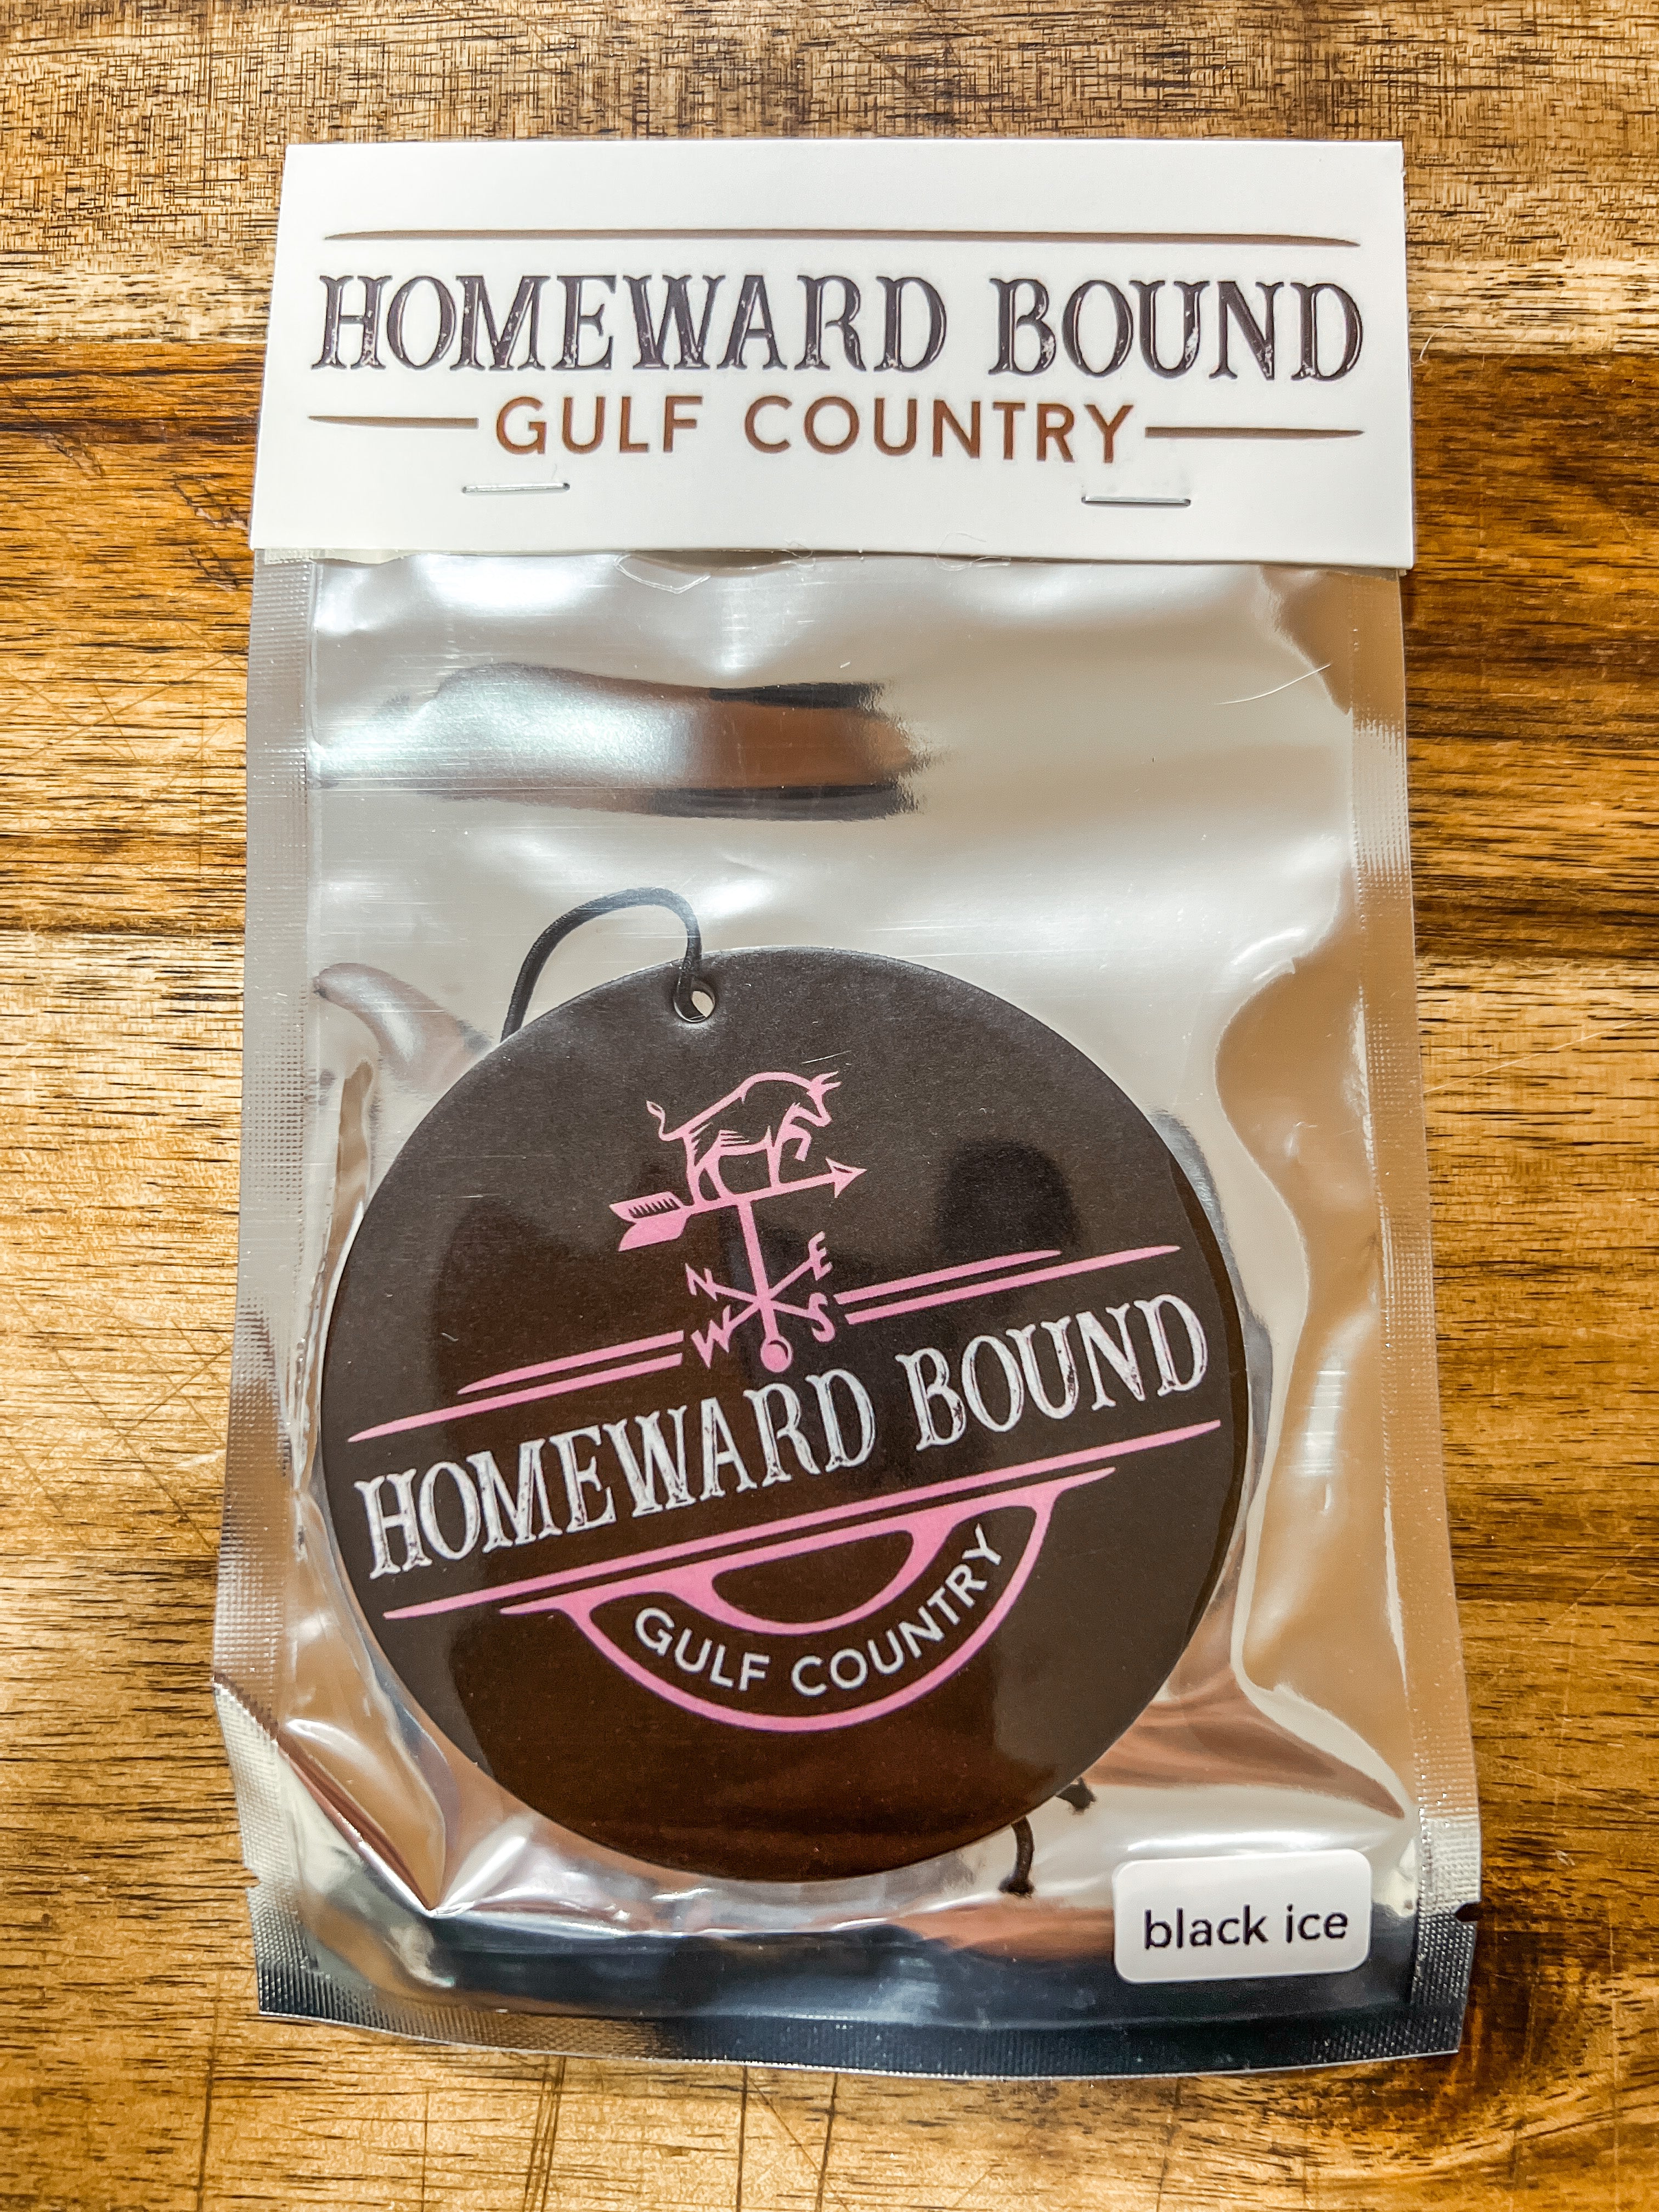 HOMEWARD BOUND
GULF COUNTRY
N E
W S
HOMEWARD BOUND
GULF COUNTRY
black ice